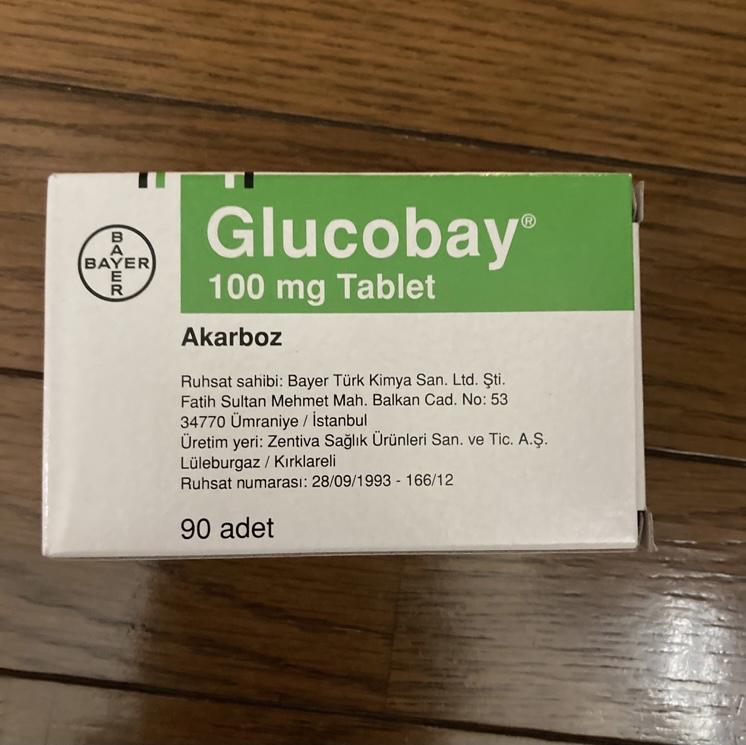 Glucobay®
100 mg Tablet
BAYER
BAYER
Akarboz
Ruhsat sahibi: Bayer Türk Kimya San. Ltd. Şti.
Fatih Sultan Mehmet Mah. Balkan Cad. No: 53
34770 Ümraniye / İstanbul
Üretim yeri: Zentiva Sağlık Ürünleri San. ve Tic. A.Ş.
Lüleburgaz / Kırklareli
Ruhsat numarası: 28/09/1993 - 166/12
90 adet